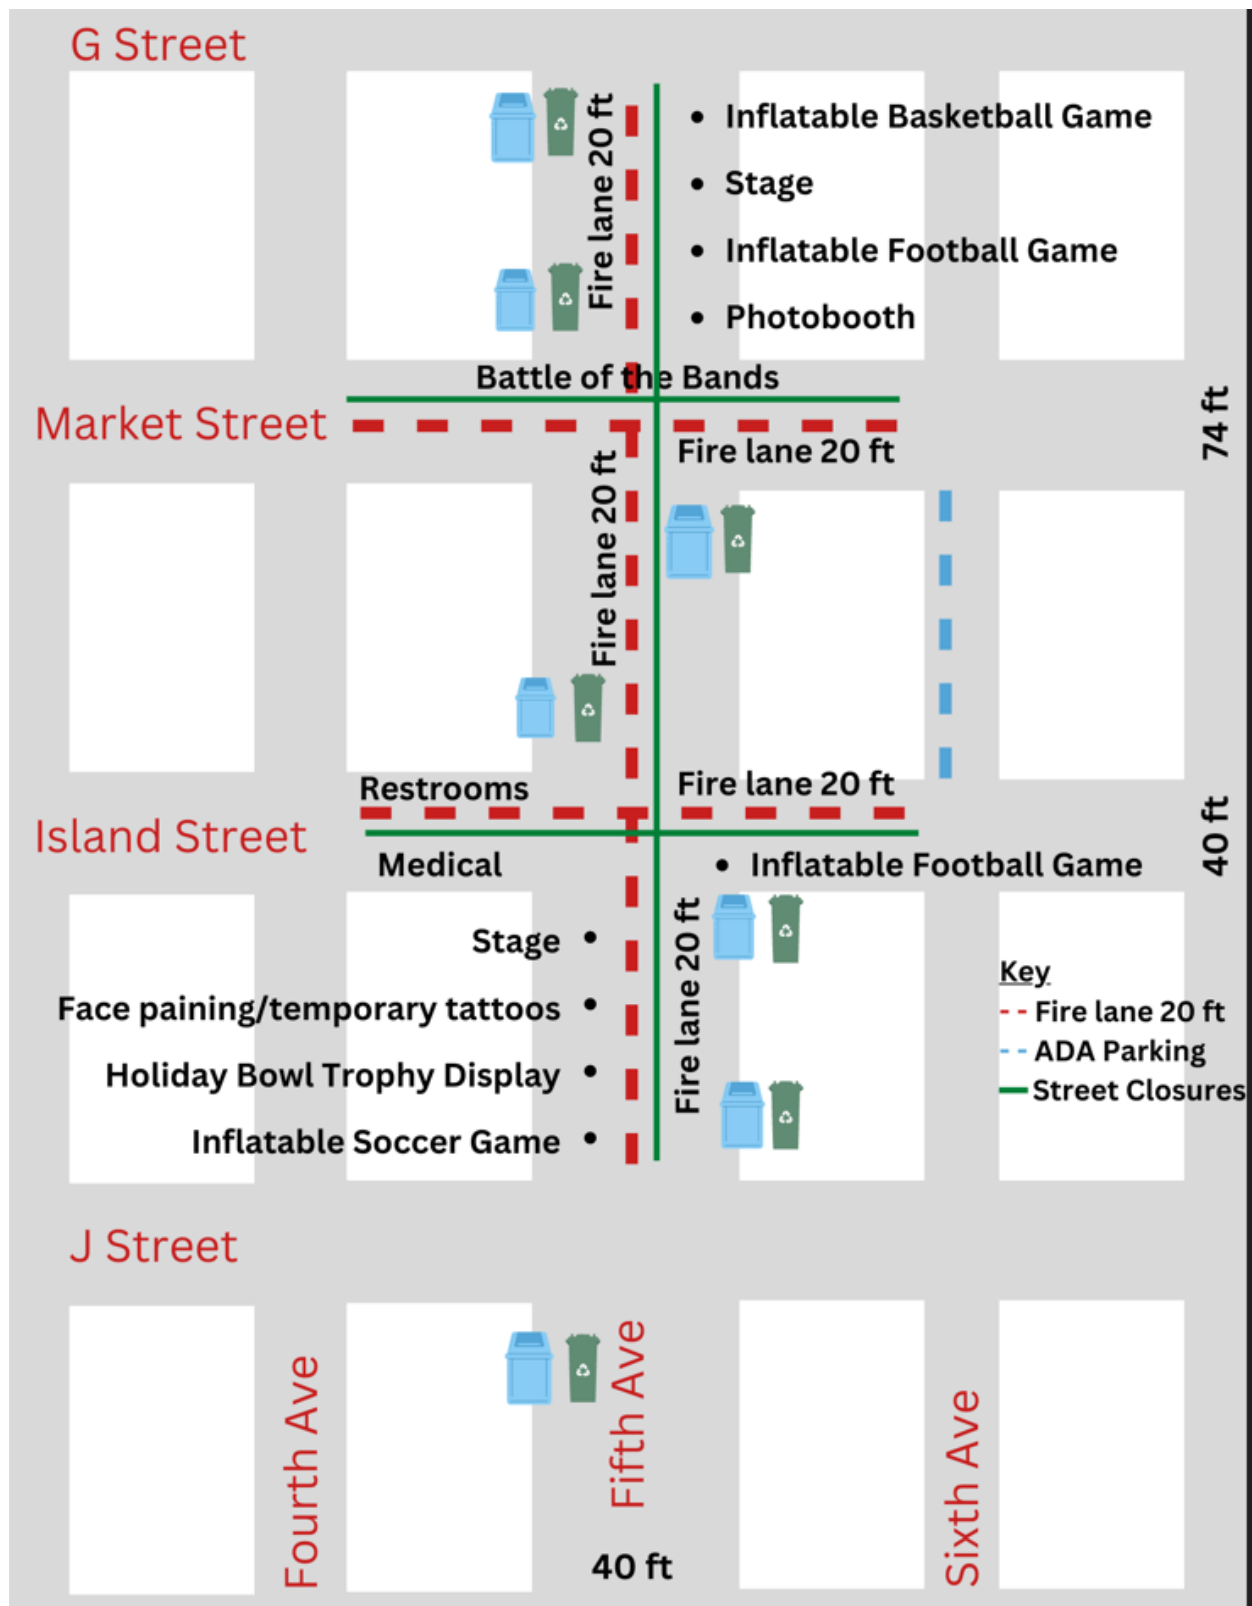 G Street
Fire lane 20 ft
• Inflatable Basketball Game
• Stage
• Inflatable Football Game
• Photobooth
Battle of the Bands
Market Street
74 ft
Fire lane 20 ft
Fire lane 20 ft
Restrooms
Fire lane 20 ft
Island Street
40 ft
Medical
• Inflatable Football Game
Stage •
Face paining/temporary tattoos •
Holiday Bowl Trophy Display •
Inflatable Soccer Game •
Fire lane 20 ft
Key
Fire lane 20 ft
ADA Parking
Street Closures
J Street
Fourth Ave
Fifth Ave
Sixth Ave
40 ft